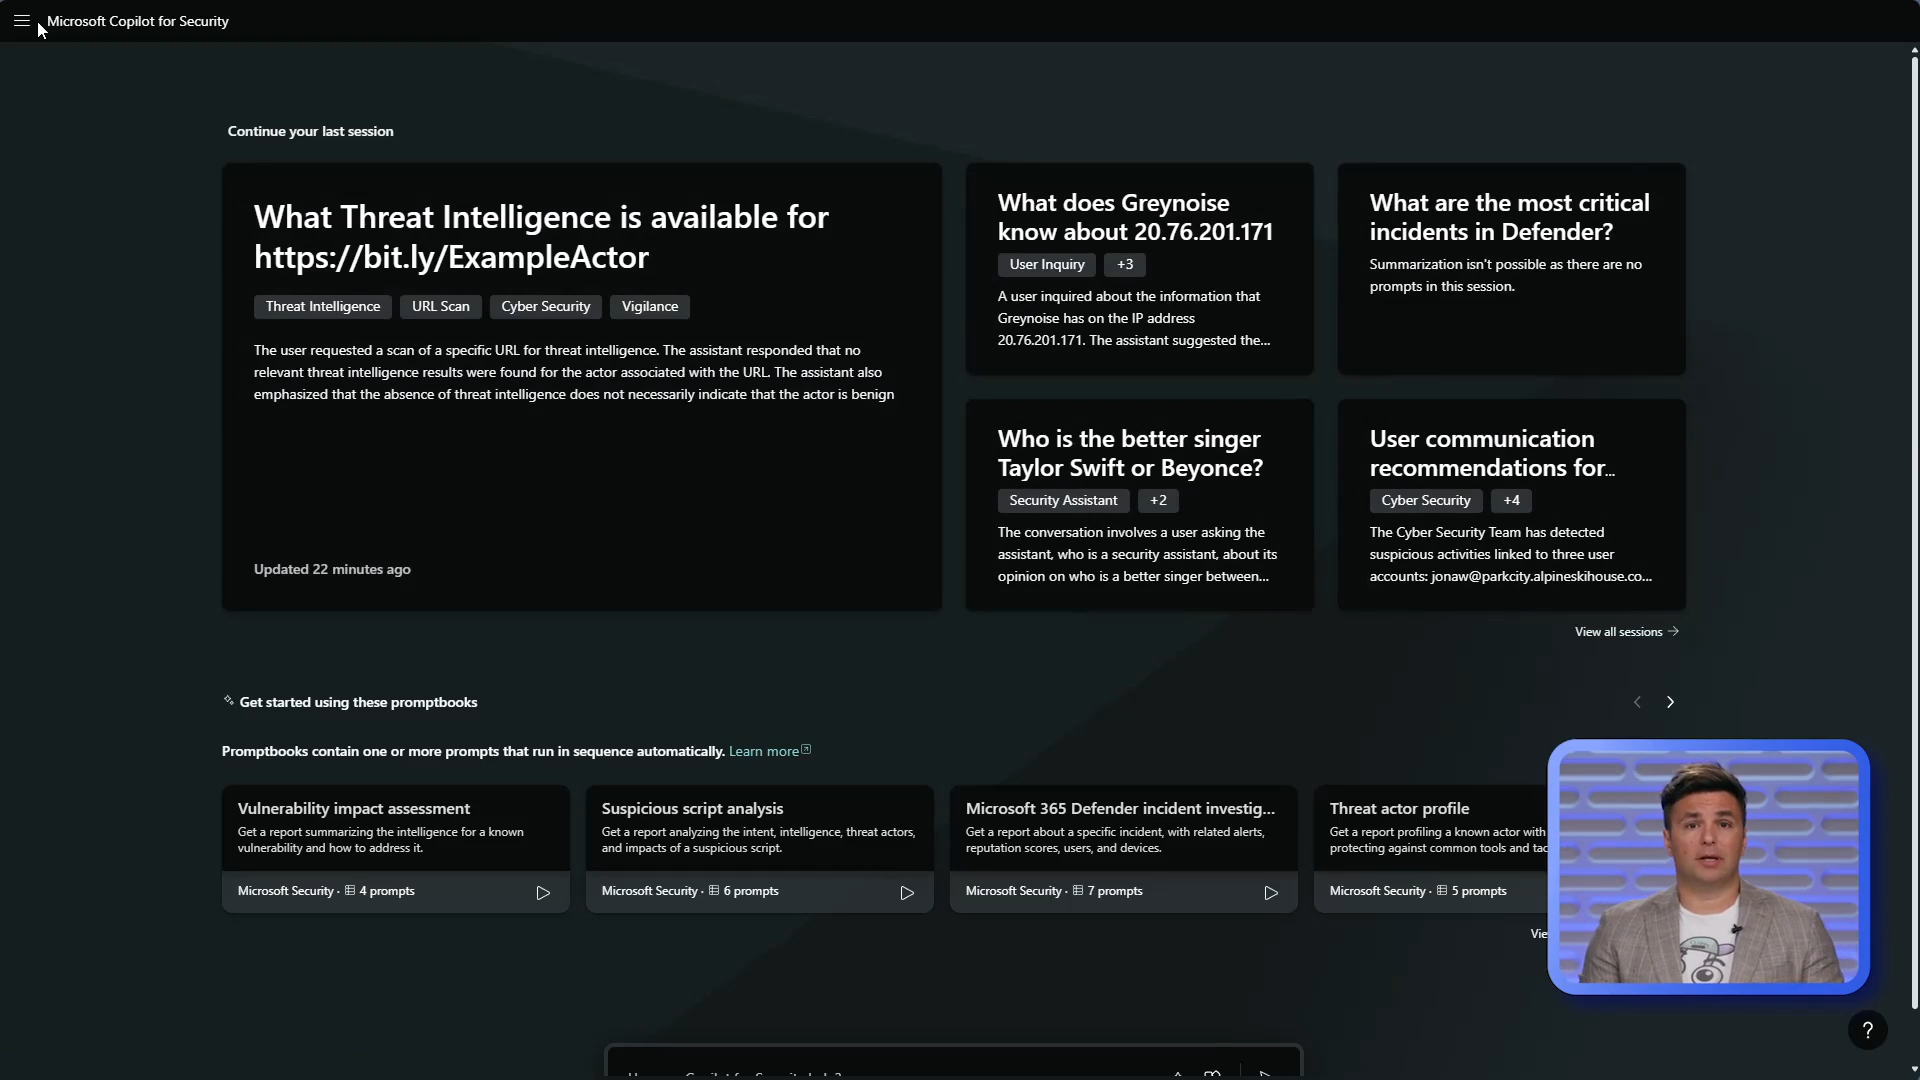 Microsoft Copilot for Security
Continue your last session
What Threat Intelligence is available for
https://bit.ly/ExampleActor
Threat Intelligence
URL Scan
Cyber Security
Vigilance
The user requested a scan of a specific URL for threat intelligence. The assistant responded that no
relevant threat intelligence results were found for the actor associated with the URL. The assistant also
emphasized that the absence of threat intelligence does not necessarily indicate that the actor is benign
Updated 22 minutes ago
What does Greynoise
know about 20.76.201.171
User Inquiry
+3
A user inquired about the information that
Greynoise has on the IP address
20.76.201.171. The assistant suggested the...
What are the most critical
incidents in Defender?
Summarization isn't possible as there are no
prompts in this session.
Who is the better singer
Taylor Swift or Beyonce?
Security Assistant
+2
The conversation involves a user asking the
assistant, who is a security assistant, about its
opinion on who is a better singer between...
User communication
recommendations for...
Cyber Security
+4
The Cyber Security Team has detected
suspicious activities linked to three user
accounts: jonaw@parkcity.alpineskihouse.co...
View all sessions
Get started using these promptbooks
Promptbooks contain one or more prompts that run in sequence automatically. Learn more
Vulnerability impact assessment
Get a report summarizing the intelligence for a known
vulnerability and how to address it.
Microsoft Security · 4 prompts
Suspicious script analysis
Get a report analyzing the intent, intelligence, threat actors,
and impacts of a suspicious script.
Microsoft Security · 6 prompts
Microsoft 365 Defender incident investig...
Get a report about a specific incident, with related alerts,
reputation scores, users, and devices.
Microsoft Security · 7 prompts
Threat actor profile
Get a report profiling a known actor with
protecting against common tools and
Microsoft Security · 5 prompts
?